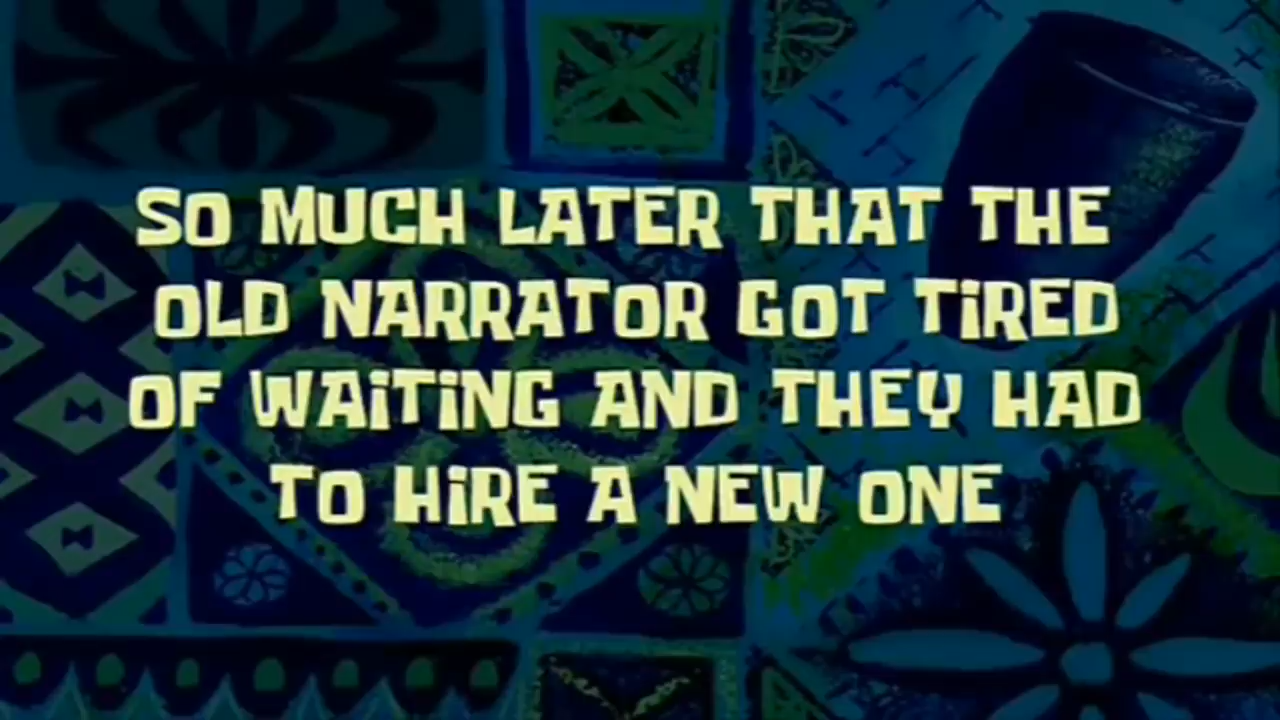 SO MUCH LATER THAT THE
OLD NARRATOR GOT TiRED
OF WAiTiNG AND THEY HAD
TO HiRE A NEW ONE